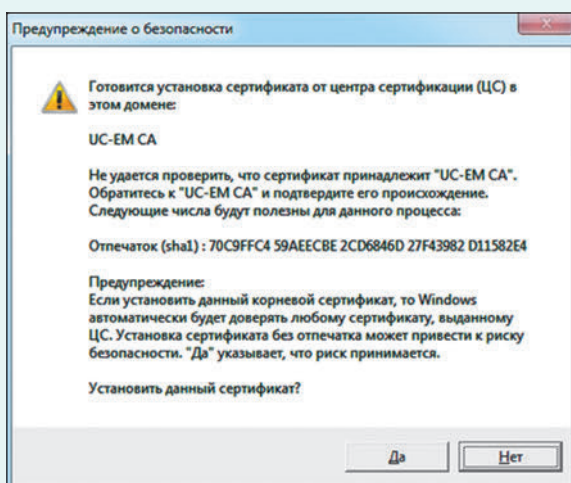 Предупреждение о безопасности
Готовится установка сертификата от центра сертификации (ЦС) в
этом домене:
UC-EM CA
Не удается проверить, что сертификат принадлежит "UC-EM CA".
Обратитесь к "UC-EM CA" и подтвердите его происхождение.
Следующие числа будут полезны для данного процесса:
Отпечаток (sha1) : 70C9FFC4 59AEECBE 2CD6846D 27F43982 D11582E4
Предупреждение:
Если установить данный корневой сертификат, то Windows
автоматически будет доверять любому сертификату, выданному
ЦС. Установка сертификата без отпечатка может привести к риску
безопасности. "Да" указывает, что риск принимается.
Установить данный сертификат?
Да
Нет